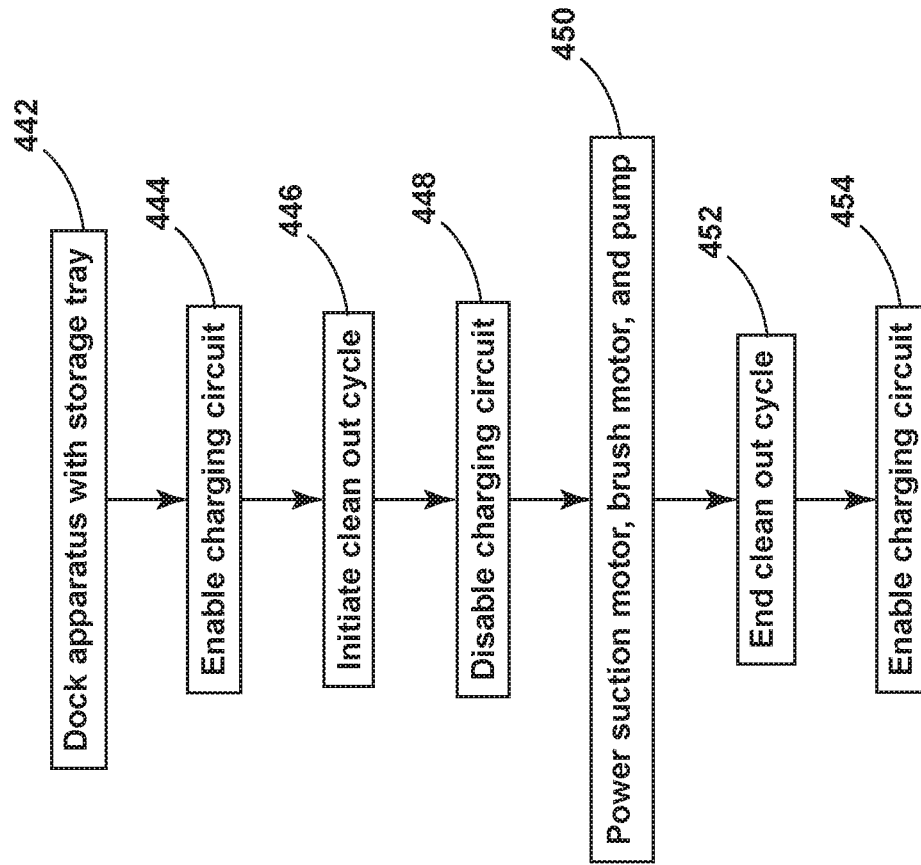 442
Dock apparatus with storage tray
444
Enable charging circuit
446
Initiate clean out cycle
448
Disable charging circuit
450
Power suction motor, brush motor, and pump
452
End clean out cycle
454
Enable charging circuit